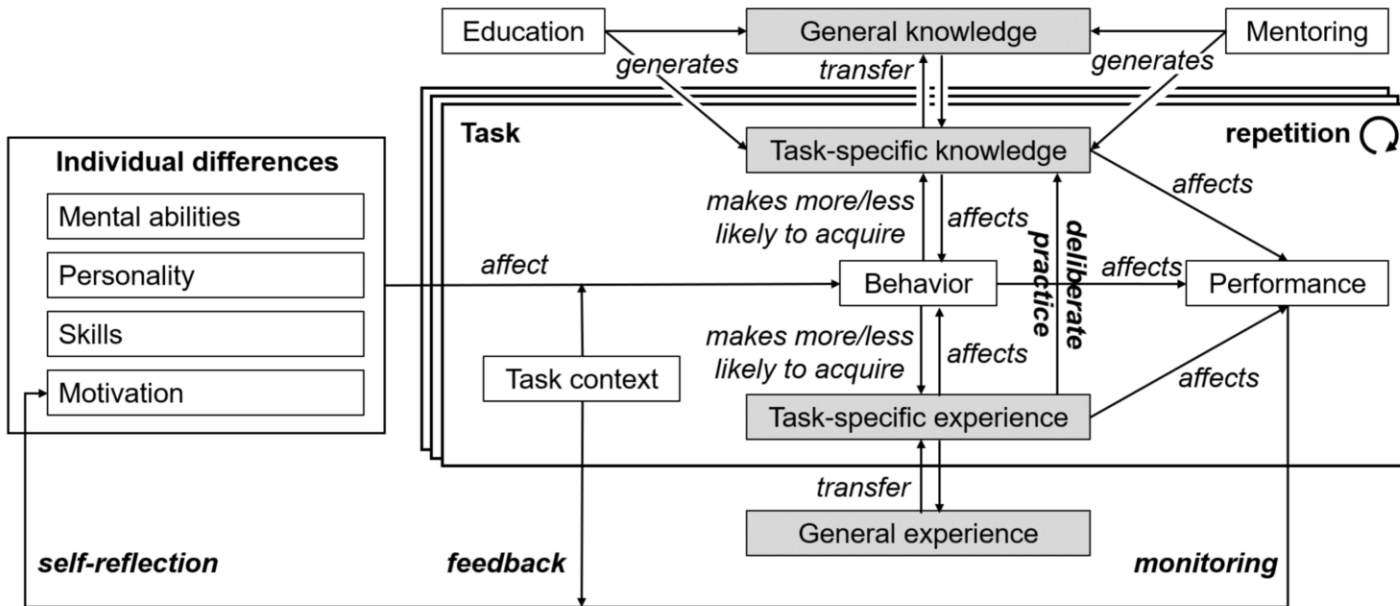 Education
General knowledge
Mentoring
generates
transfer
generates
Task
repetition
Individual differences
Task-specific knowledge
Mental abilities
makes more/less
likely to acquire
affects
affects
Personality
affect
Behavior
deliberate
practice
affects
Performance
Skills
makes more/less
likely to acquire
affects
Task context
affects
Motivation
Task-specific experience
transfer
General experience
self-reflection
feedback
monitoring